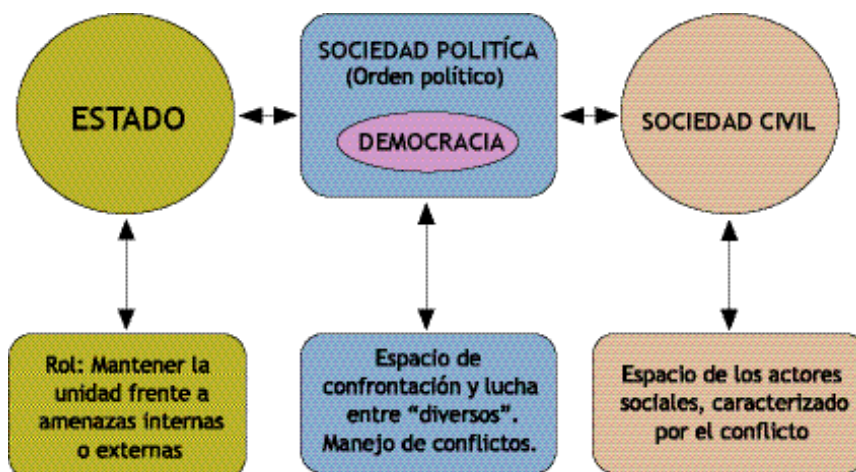 ESTADO
SOCIEDAD POLITÍCA
(Orden político)
DEMOCRACIA
SOCIEDAD CIVIL
Rol: Mantener la
unidad frente a
amenazas internas
o externas
Espacio de
confrontación y lucha
entre “diversos”.
Manejo de conflictos.
Espacio de los actores
sociales, caracterizado
por el conflicto